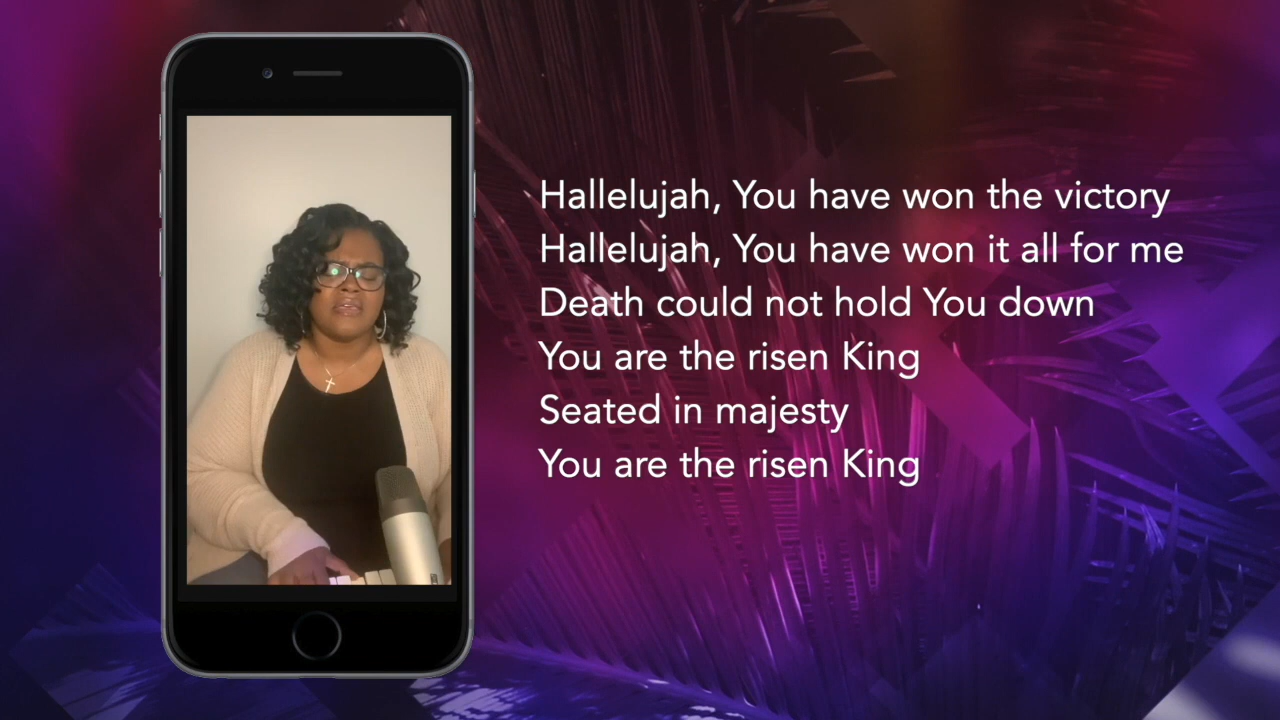 Hallelujah, You have won the victory
Hallelujah, You have won it all for me
Death could not hold You down
You are the risen King
Seated in majesty
You are the risen King